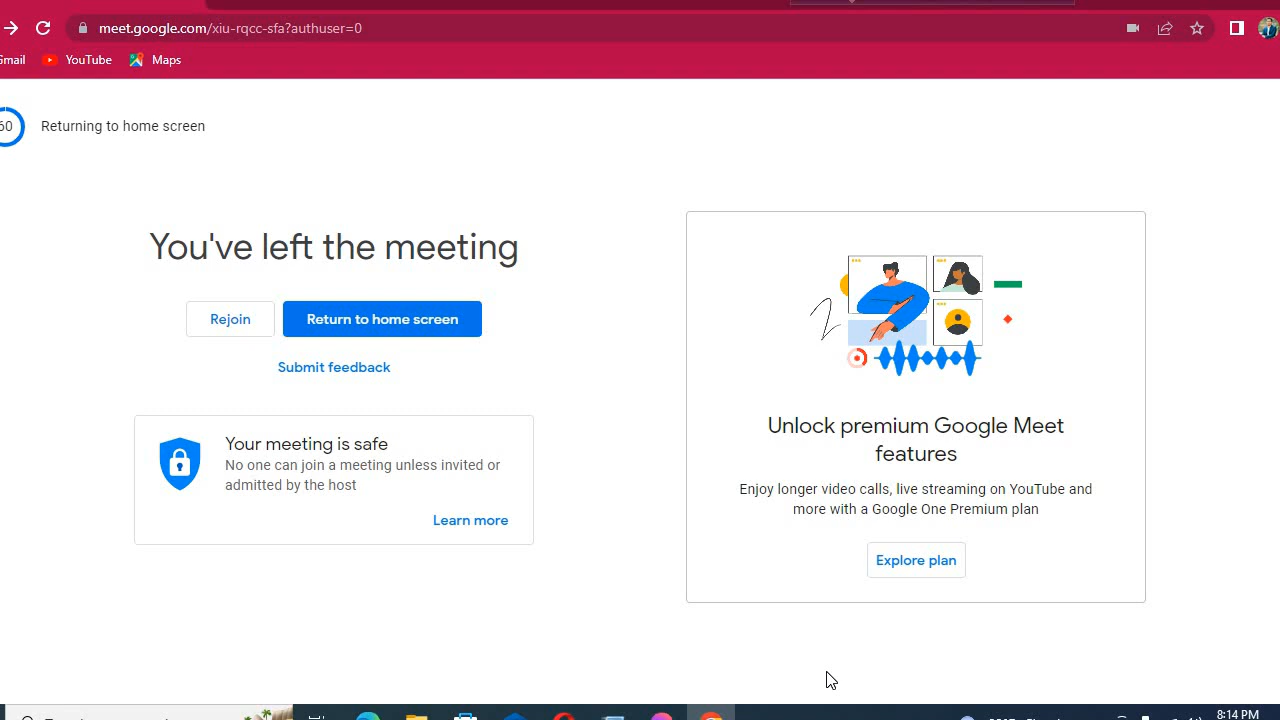 meet.google.com/xiu-rqcc-sfa?authuser=0
Gmail YouTube Maps
60 Returning to home screen
You've left the meeting
Rejoin Return to home screen
Submit feedback
Your meeting is safe
No one can join a meeting unless invited or
admitted by the host
Learn more
Unlock premium Google Meet
features
Enjoy longer video calls, live streaming on YouTube and
more with a Google One Premium plan
Explore plan
8:14 PM